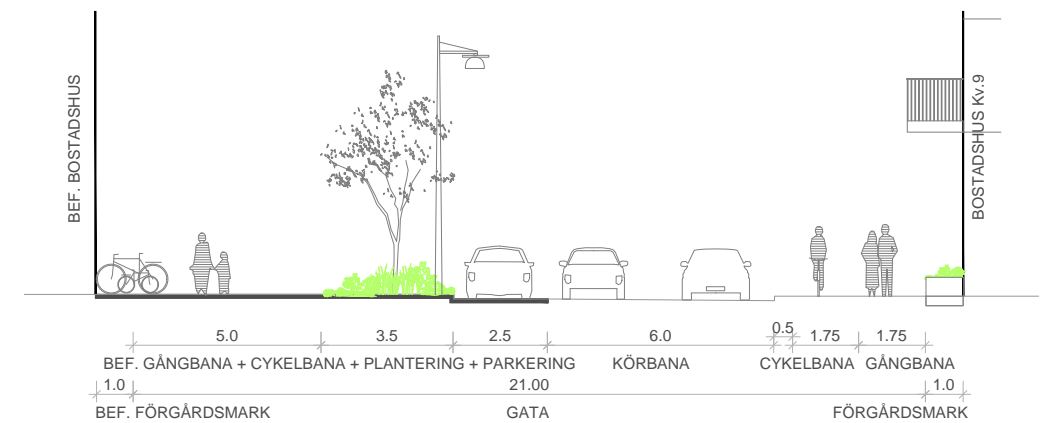 BEF. BOSTADSHUS
BOSTADSHUS Kv.9
5.0 3.5 2.5 6.0 0.5 1.75 1.75
BEF. GÅNGBANA + CYKELBANA + PLANTERING + PARKERING KÖRBANA CYKELBANA GÅNGBANA
1.0 21.00 1.0
BEF. FÖRGÅRDSMARK GATA FÖRGÅRDSMARK